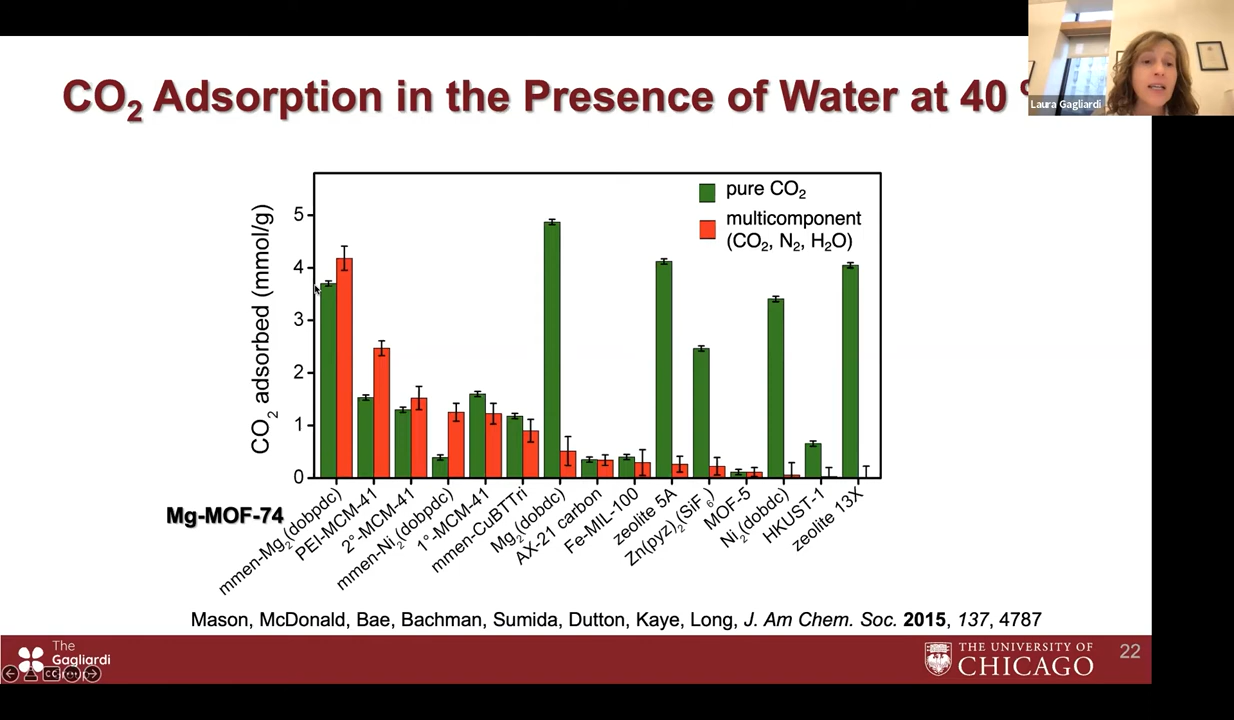 CO2 Adsorption in the Presence of Water at 40 °
Laura Gagliardi
pure CO2
multicomponent
(CO2, N2, H2O)
CO2 adsorbed (mmol/g)
5
4
3
2
1
0
Mg-MOF-74
mmen-Mg2(dobpdc)
PEI-MCM-41
2°-MCM-41
mmen-Ni2(dobpdc)
1°-MCM-41
mmen-CuBTTri
Mg2(dobdc)
AX-21 carbon
Fe-MIL-100
zeolite 5A
Zn(pyz)2(SiF6)
MOF-5
Ni2(dobdc)
HKUST-1
zeolite 13X
Mason, McDonald, Bae, Bachman, Sumida, Dutton, Kaye, Long, J. Am Chem. Soc. 2015, 137, 4787
The
Gagliardi
THE UNIVERSITY OF
CHICAGO
22